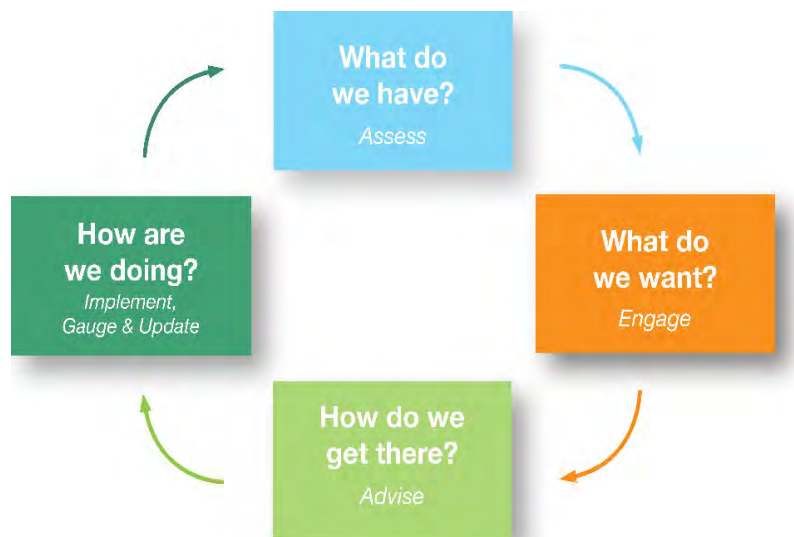 What do
we have?
Assess
What do
we want?
Engage
How do we
get there?
Advise
How are
we doing?
Implement,
Gauge & Update